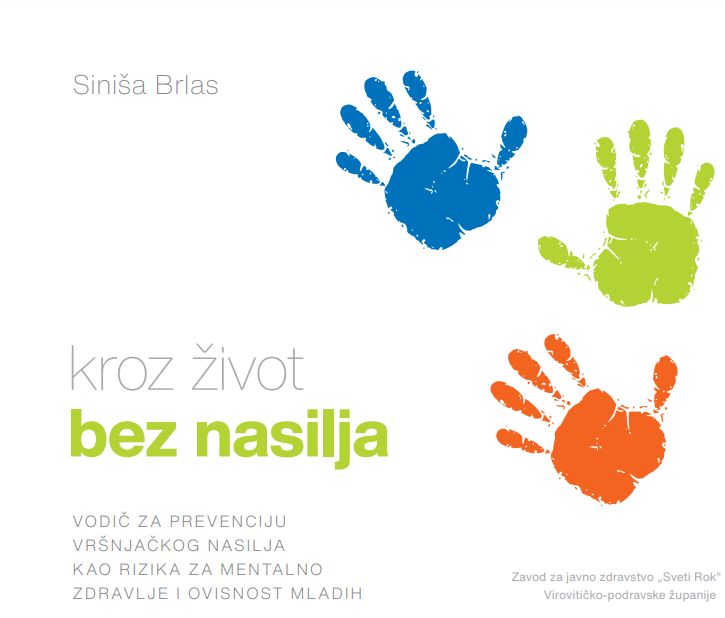 Siniša Brlas
kroz život
bez nasilja
VODIČ ZA PREVENCIJU
VRŠNJAČKOG NASILJA
KAO RIZIKA ZA MENTALNO
ZDRAVLJE I OVISNOST MLADIH
Zavod za javno zdravstvo „Sveti Rok“
Virovitičko-podravske županije